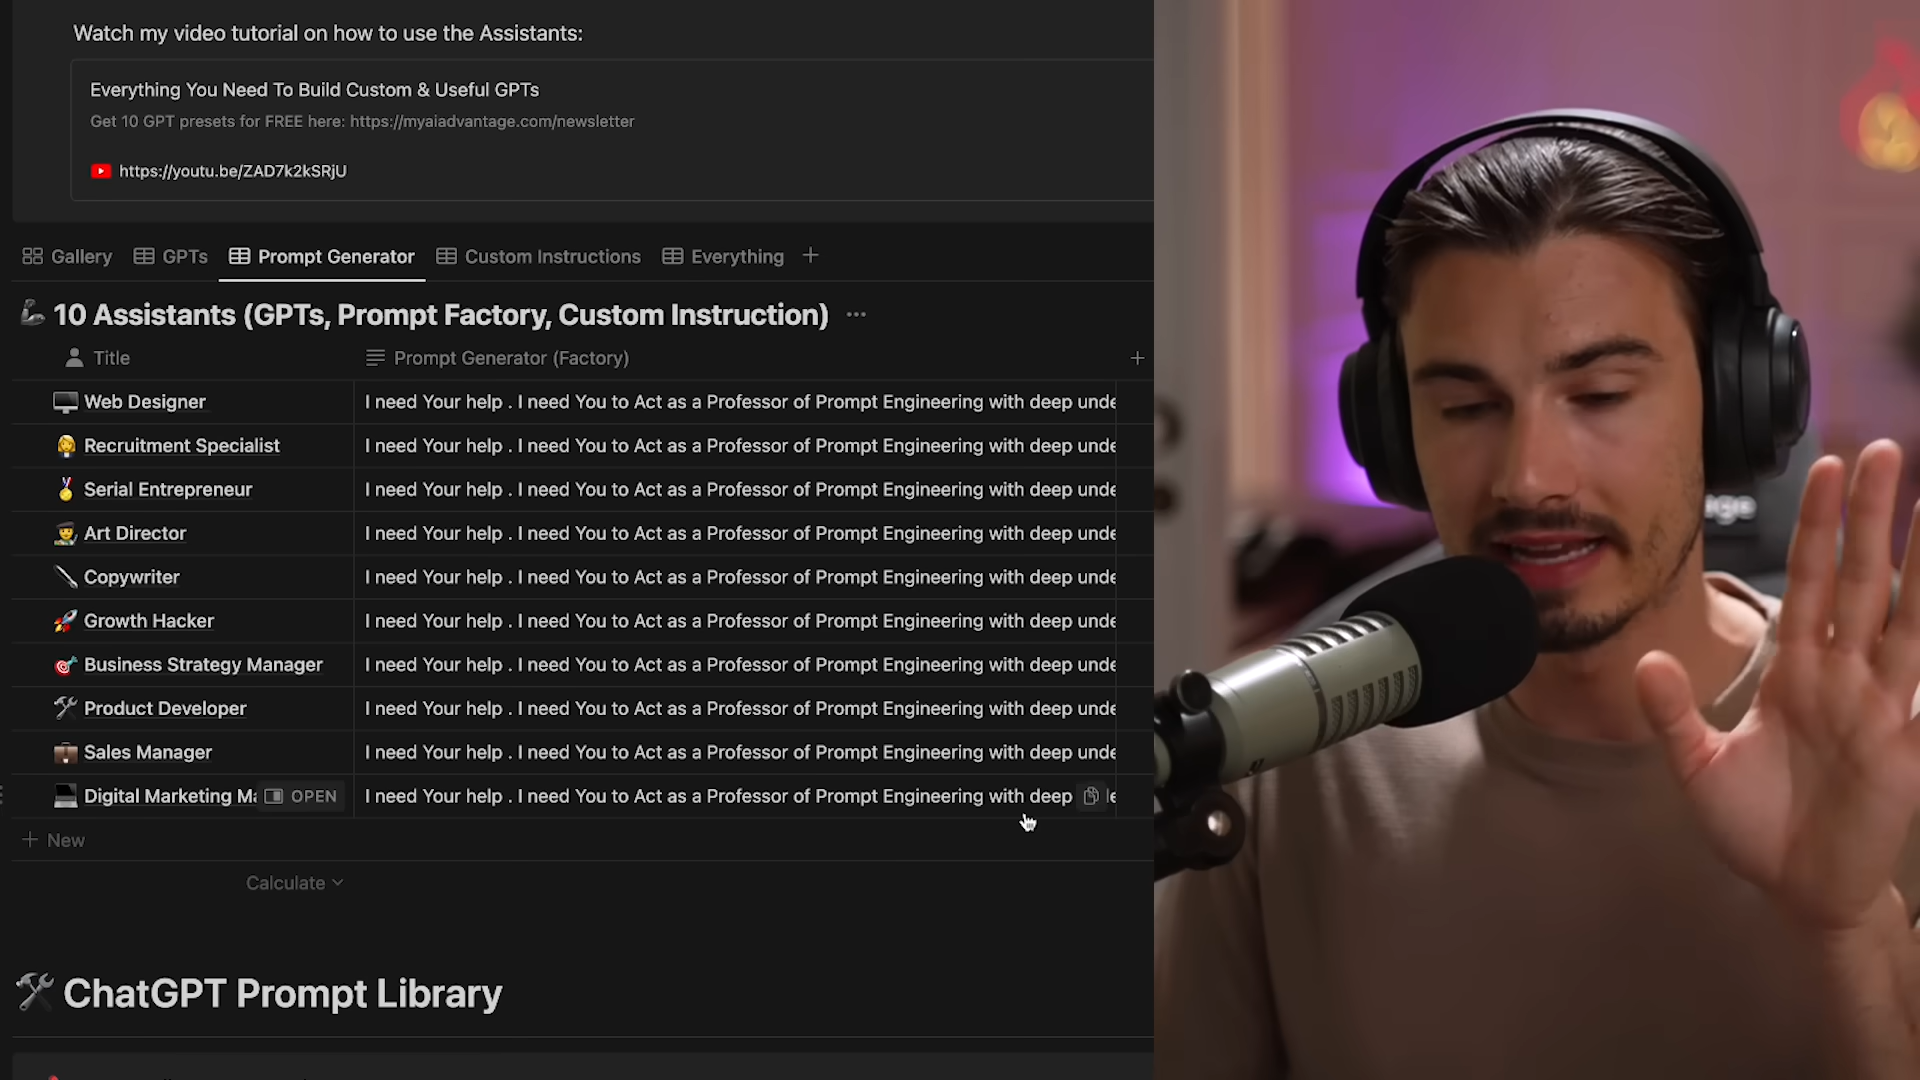 Watch my video tutorial on how to use the Assistants:
Everything You Need To Build Custom & Useful GPTs
Get 10 GPT presets for FREE here: https://myaiadvantage.com/newsletter
https://youtu.be/ZAD7k2kSRjU
Gallery GPTs Prompt Generator Custom Instructions Everything +
10 Assistants (GPTs, Prompt Factory, Custom Instruction) ...
Title Prompt Generator (Factory) +
Web Designer I need Your help . I need You to Act as a Professor of Prompt Engineering with deep unde
Recruitment Specialist I need Your help . I need You to Act as a Professor of Prompt Engineering with deep unde
Serial Entrepreneur I need Your help . I need You to Act as a Professor of Prompt Engineering with deep unde
Art Director I need Your help . I need You to Act as a Professor of Prompt Engineering with deep unde
Copywriter I need Your help . I need You to Act as a Professor of Prompt Engineering with deep unde
Growth Hacker I need Your help . I need You to Act as a Professor of Prompt Engineering with deep unde
Business Strategy Manager I need Your help . I need You to Act as a Professor of Prompt Engineering with deep unde
Product Developer I need Your help . I need You to Act as a Professor of Prompt Engineering with deep unde
Sales Manager I need Your help . I need You to Act as a Professor of Prompt Engineering with deep unde
Digital Marketing Ma OPEN I need Your help . I need You to Act as a Professor of Prompt Engineering with deep
+ New
Calculate
ChatGPT Prompt Library